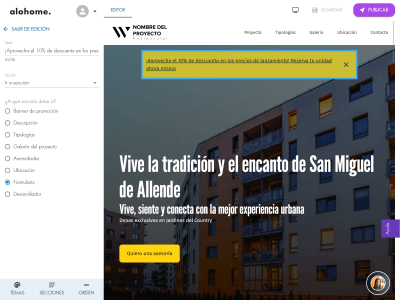 alohome.
EDITOR
GUARDAR
PUBLICAR
SALIR DE EDICIÓN
¡Aprovecha el 10% de descuento en los prec
Ir a sección
¿A qué sección debe ir?
Banner de promoción
Descripción
Tipologías
Galería del proyecto
Amenidades
Ubicación
Formulario
Desarrollador
TEMAS
SECCIONES
ORDEN
NOMBRE DEL
PROYECTO
Residencial
Proyecto
Tipologías
Galería
Ubicación
Contacto
¡Aprovecha el 10% de descuento en los precios de lanzamiento! Reserva tu unidad
ahora mismo
Vive la tradición y el encanto de San Miguel
de Allende
Vive, siente y conecta con la mejor experiencia urbana
Depas exclusivos en Jardines del Country
Quiero una asesoría
Ayuda